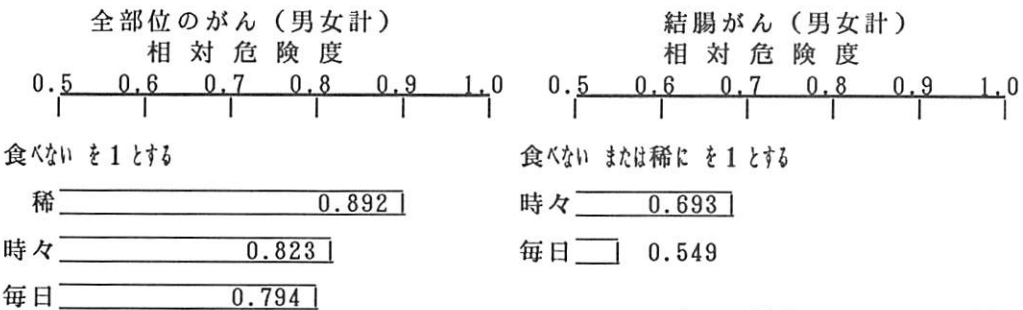 全部位のがん（男女計）
相対危険度
0.5 0.6 0.7 0.8 0.9 1.0
食べない を1とする
稀 0.892
時々 0.823
毎日 0.794
結腸がん（男女計）
相対危険度
0.5 0.6 0.7 0.8 0.9 1.0
食べない または稀に を1とする
時々 0.693
毎日 0.549